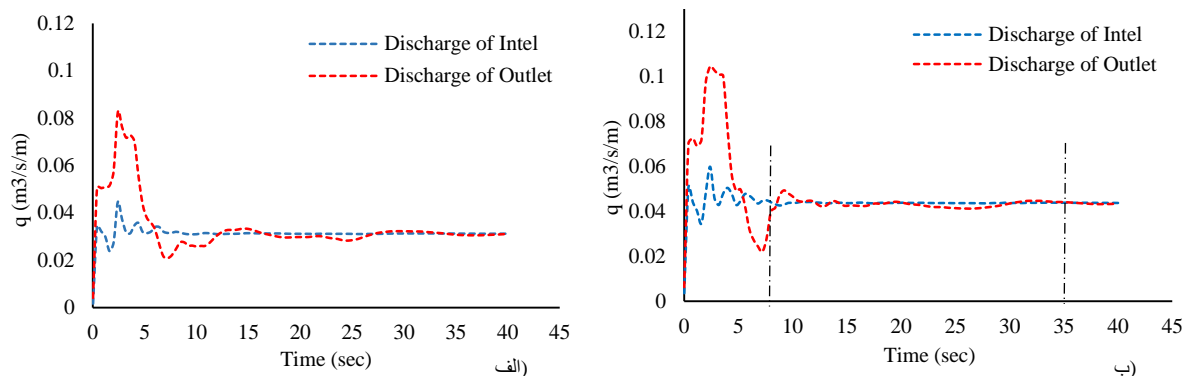 0.12
0.1
0.08
0.06
0.04
0.02
0
q (m3/s/m)
Discharge of Intel
Discharge of Outlet
0 5 10 15 20 25 30 35 40 45
Time (sec)
الف)
0.12
0.1
0.08
0.06
0.04
0.02
0
q (m3/s/m)
Discharge of Intel
Discharge of Outlet
0 5 10 15 20 25 30 35 40 45
Time (sec)
ب)